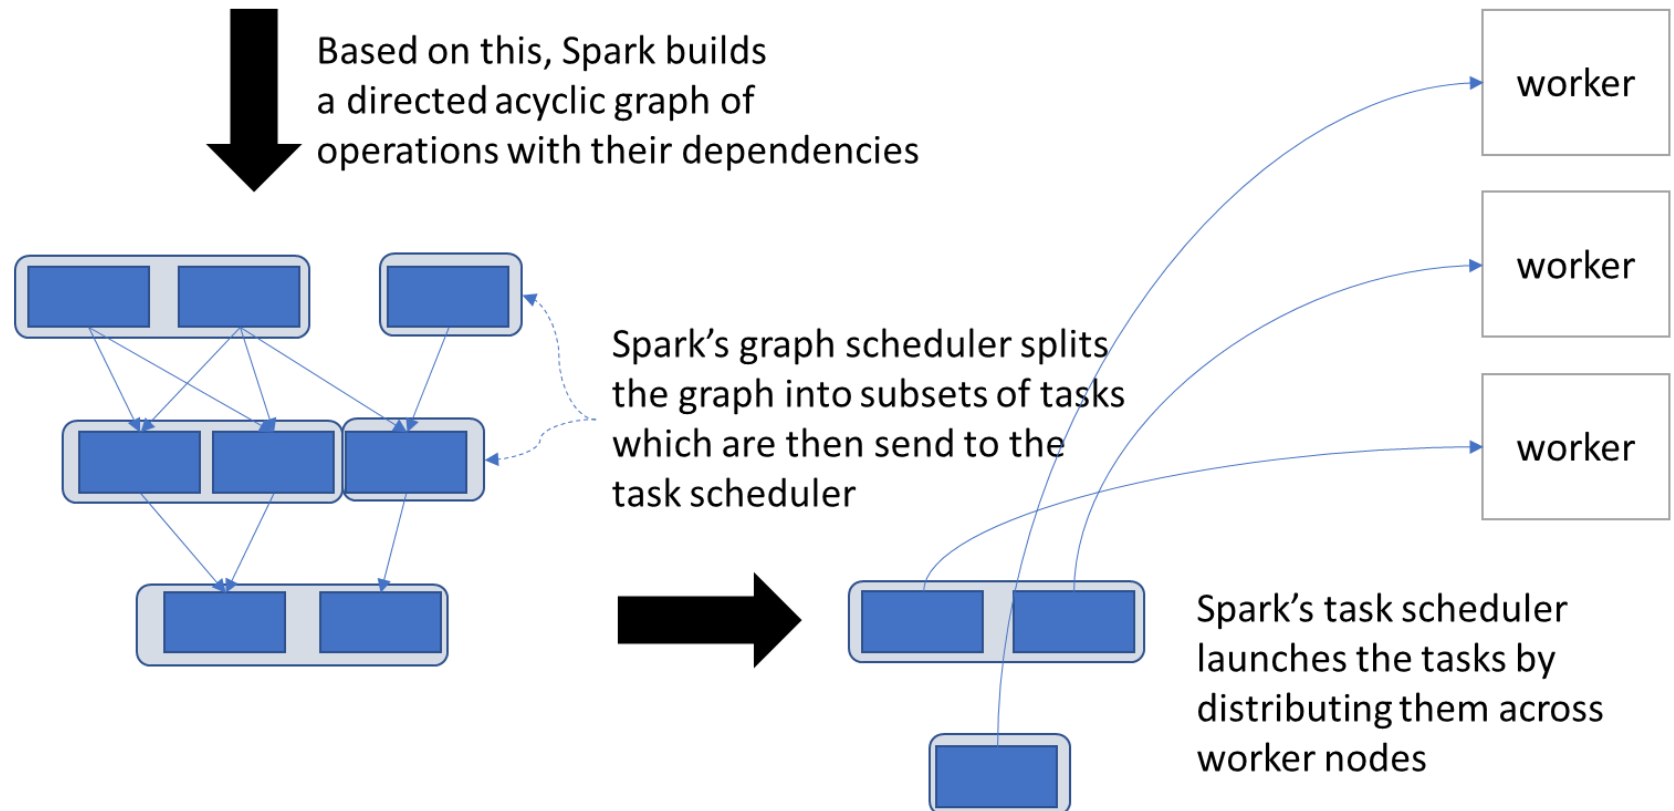 Based on this, Spark builds
a directed acyclic graph of
operations with their dependencies
worker
worker
worker
Spark’s graph scheduler splits
the graph into subsets of tasks
which are then send to the
task scheduler
Spark’s task scheduler
launches the tasks by
distributing them across
worker nodes